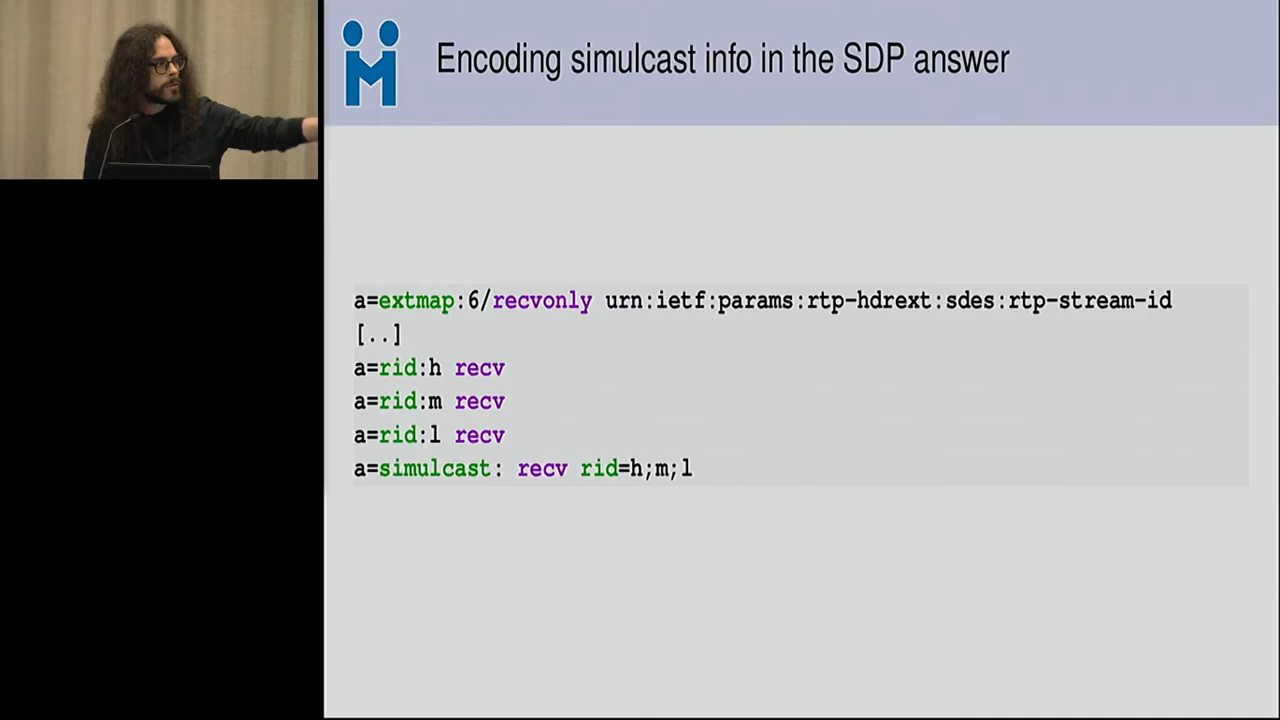 Encoding simulcast info in the SDP answer
a=extmap:6/recvonly urn:ietf:params:rtp-hdrext:sdes:rtp-stream-id
[..]
a=rid:h recv
a=rid:m recv
a=rid:l recv
a=simulcast: recv rid=h;m;l